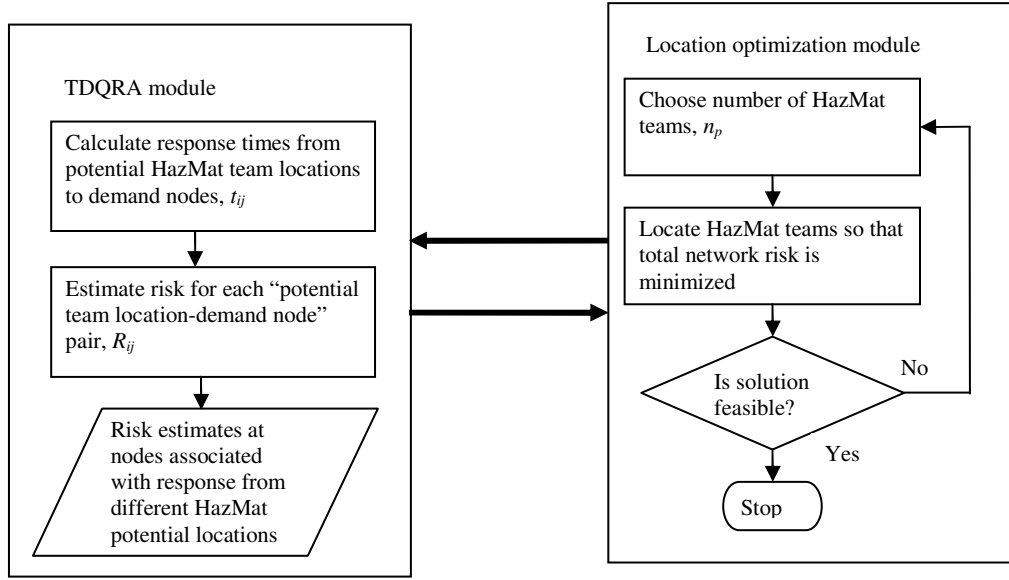 TDQRA module
Calculate response times from
potential HazMat team locations
to demand nodes, tij
Estimate risk for each “potential
team location-demand node”
pair, Rij
Risk estimates at
nodes associated
with response from
different HazMat
potential locations
Location optimization module
Choose number of HazMat
teams, np
Locate HazMat teams so that
total network risk is
minimized
Is solution
feasible?
No
Yes
Stop